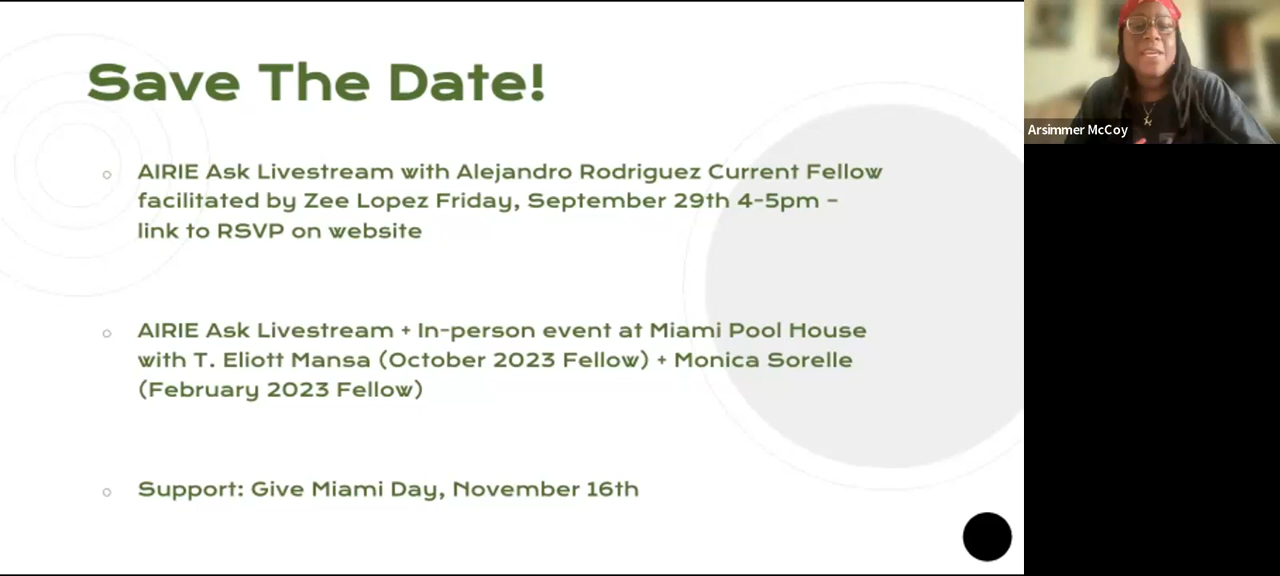 Save The Date!
AIRIE Ask Livestream with Alejandro Rodriguez Current Fellow
facilitated by Zee Lopez Friday, September 29th 4-5pm –
link to RSVP on website
AIRIE Ask Livestream + In-person event at Miami Pool House
with T. Eliott Mansa (October 2023 Fellow) + Monica Sorelle
(February 2023 Fellow)
Support: Give Miami Day, November 16th
Arsimmer McCoy